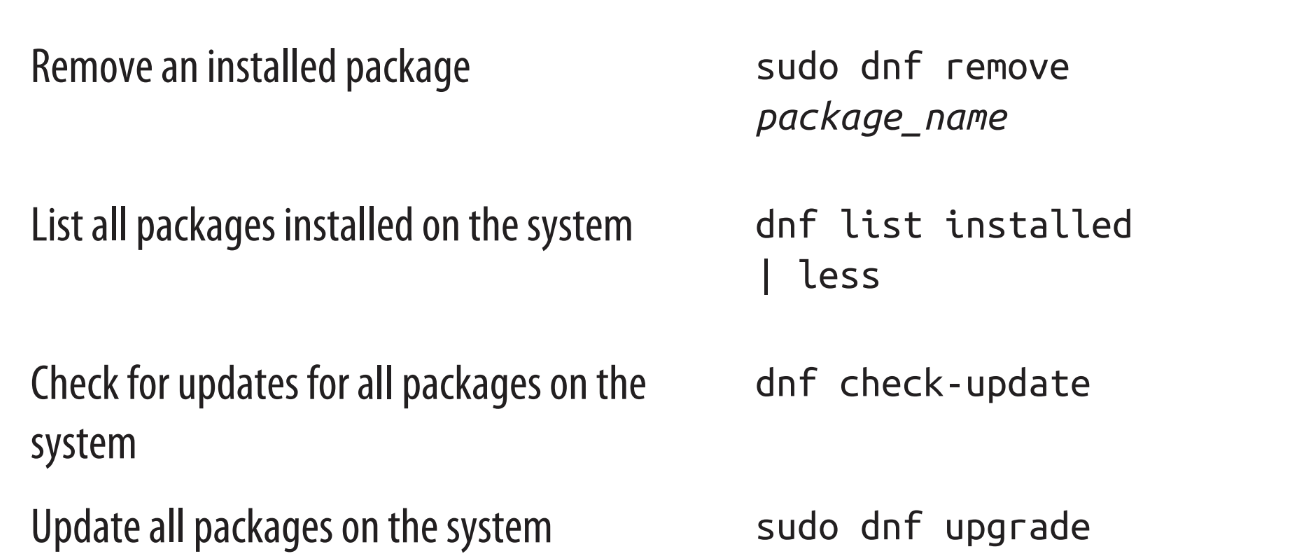 Remove an installed package
sudo dnf remove
package_name
List all packages installed on the system
dnf list installed
| less
Check for updates for all packages on the
system
dnf check-update
Update all packages on the system
sudo dnf upgrade